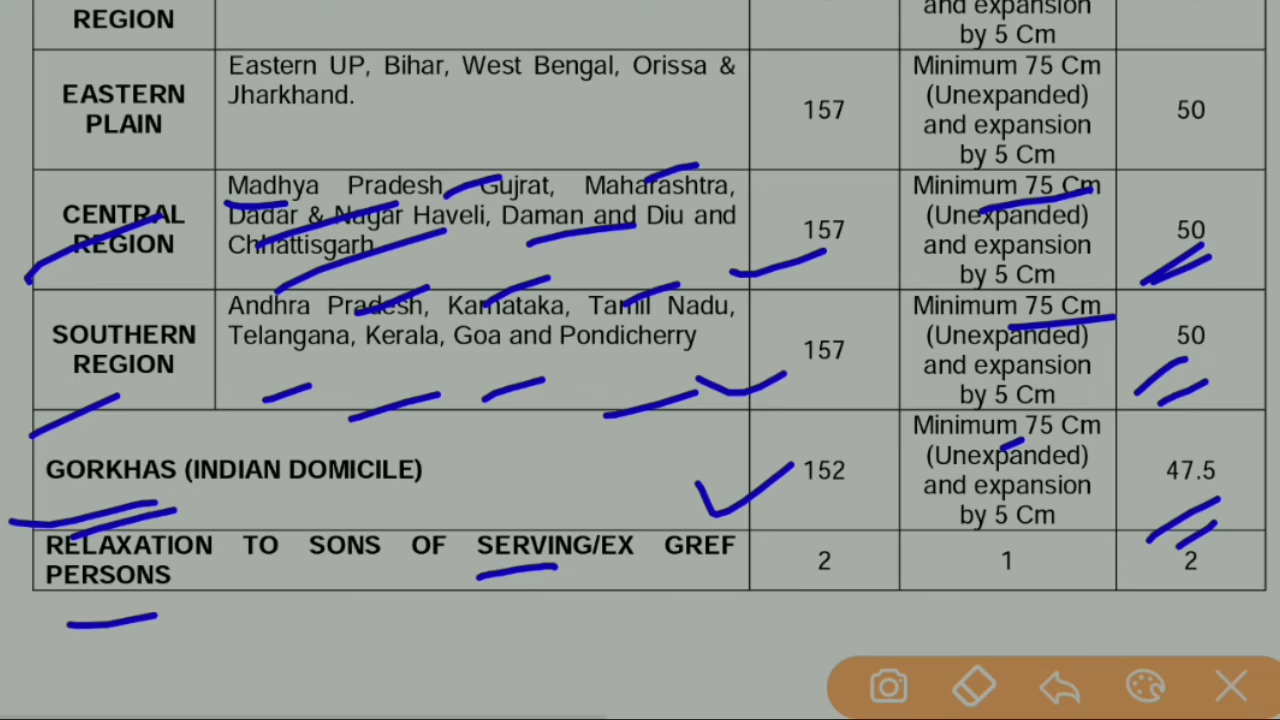 REGION
and expansion
by 5 Cm
EASTERN
PLAIN
Eastern UP, Bihar, West Bengal, Orissa &
Jharkhand.
157
Minimum 75 Cm
(Unexpanded)
and expansion
by 5 Cm
50
CENTRAL
REGION
Madhya Pradesh, Gujrat, Maharashtra,
Dadar & Nagar Haveli, Daman and Diu and
Chhattisgarh
157
Minimum 75 Cm
(Unexpanded)
and expansion
by 5 Cm
50
SOUTHERN
REGION
Andhra Pradesh, Karnataka, Tamil Nadu,
Telangana, Kerala, Goa and Pondicherry
157
Minimum 75 Cm
(Unexpanded)
and expansion
by 5 Cm
50
GORKHAS (INDIAN DOMICILE)
152
Minimum 75 Cm
(Unexpanded)
and expansion
by 5 Cm
47.5
RELAXATION TO SONS OF SERVING/EX GREF
PERSONS
2
1
2